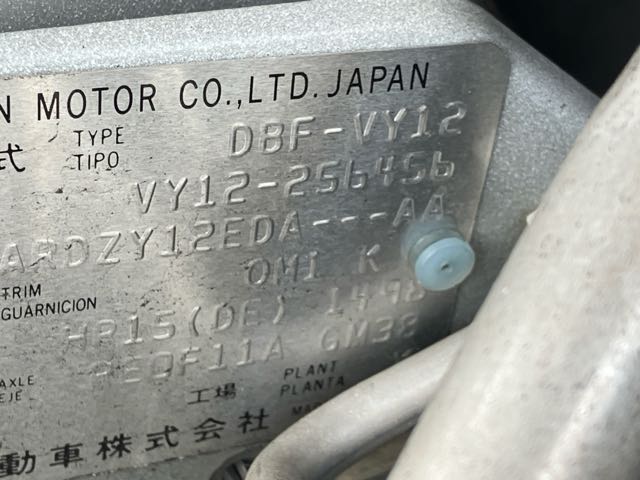 N MOTOR CO.,LTD. JAPAN
式 TYPE TIPO DBF-VY12
VY12-256456
ARDZY12EDA---AA
TRIM GUARNICION 0M1 K
HR15(DE) 1498
RE0F11A GM38
AXLE EJE 工場 PLANT PLANTA
動車株式会社